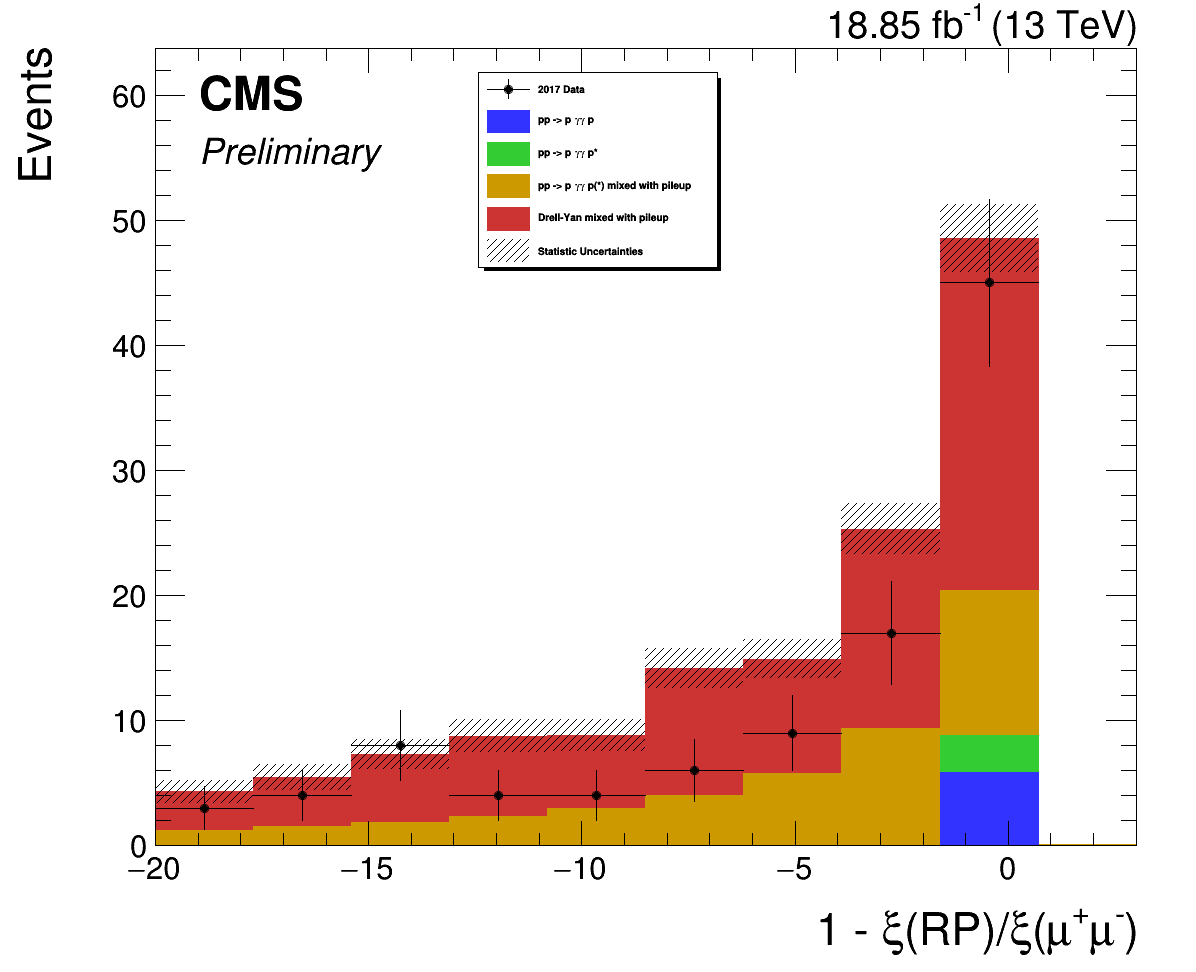 18.85 fb⁻¹ (13 TeV)
Events
CMS
Preliminary
2017 Data
pp -> p γγ p
pp -> p γγ p*
pp -> p γγ p(*) mixed with pileup
Drell-Yan mixed with pileup
Statistic Uncertainties
60
50
40
30
20
10
0
−20 −15 −10 −5 0
1 - ξ(RP)/ξ(μ⁺μ⁻)